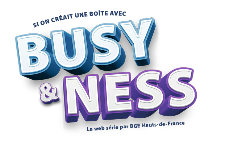 SI ON CRÉAIT UNE BOÎTE AVEC
BUSY
& NESS
La web série par BGE Hauts-de-France